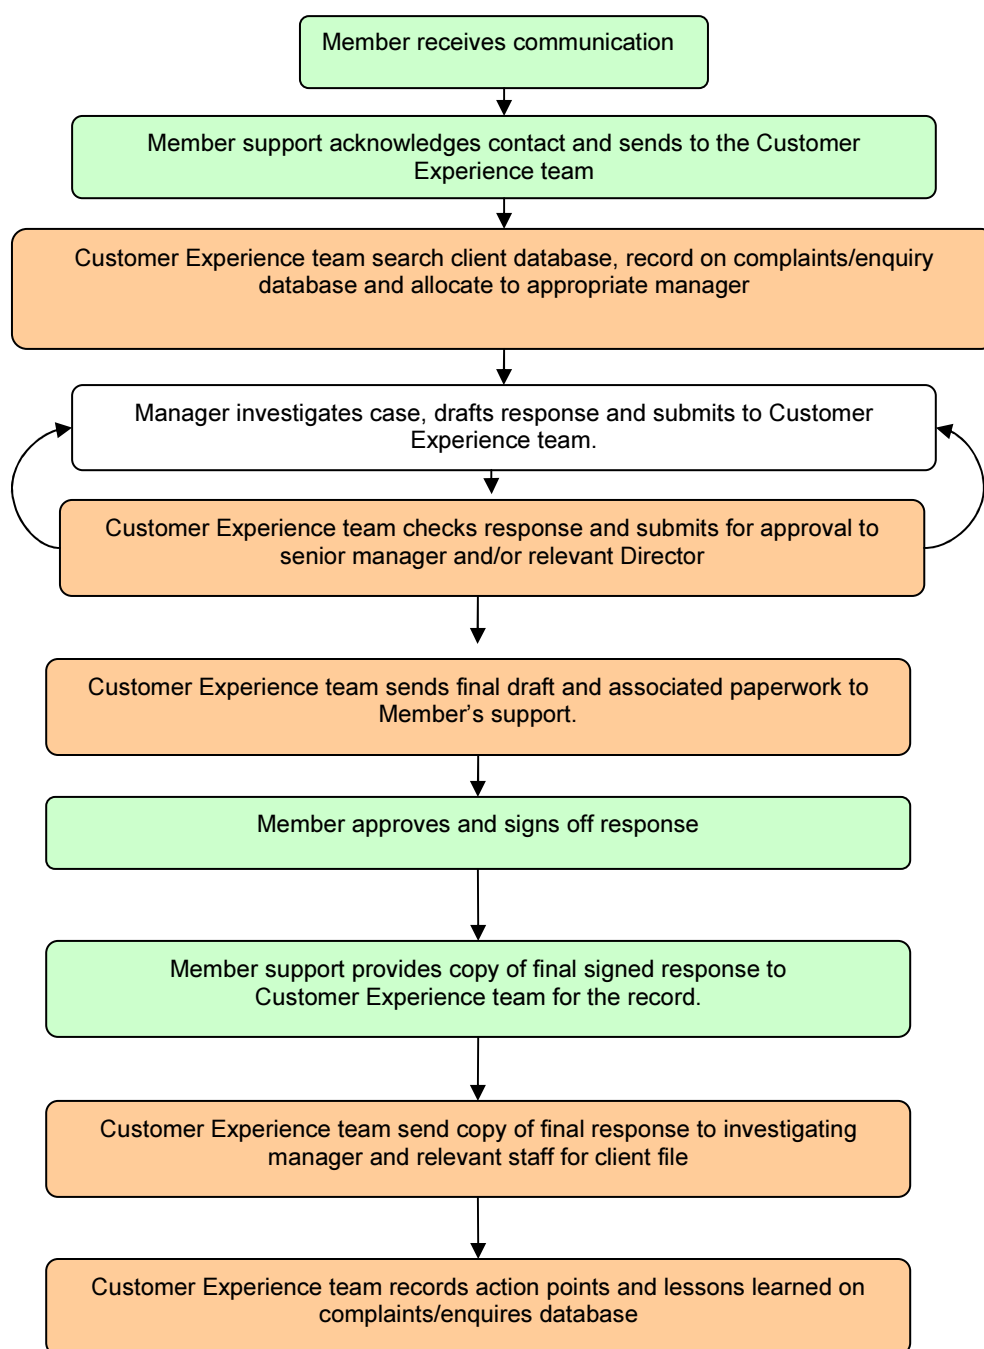 Member receives communication
Member support acknowledges contact and sends to the Customer
Experience team
Customer Experience team search client database, record on complaints/enquiry
database and allocate to appropriate manager
Manager investigates case, drafts response and submits to Customer
Experience team.
Customer Experience team checks response and submits for approval to
senior manager and/or relevant Director
Customer Experience team sends final draft and associated paperwork to
Member’s support.
Member approves and signs off response
Member support provides copy of final signed response to
Customer Experience team for the record.
Customer Experience team send copy of final response to investigating
manager and relevant staff for client file
Customer Experience team records action points and lessons learned on
complaints/enquires database